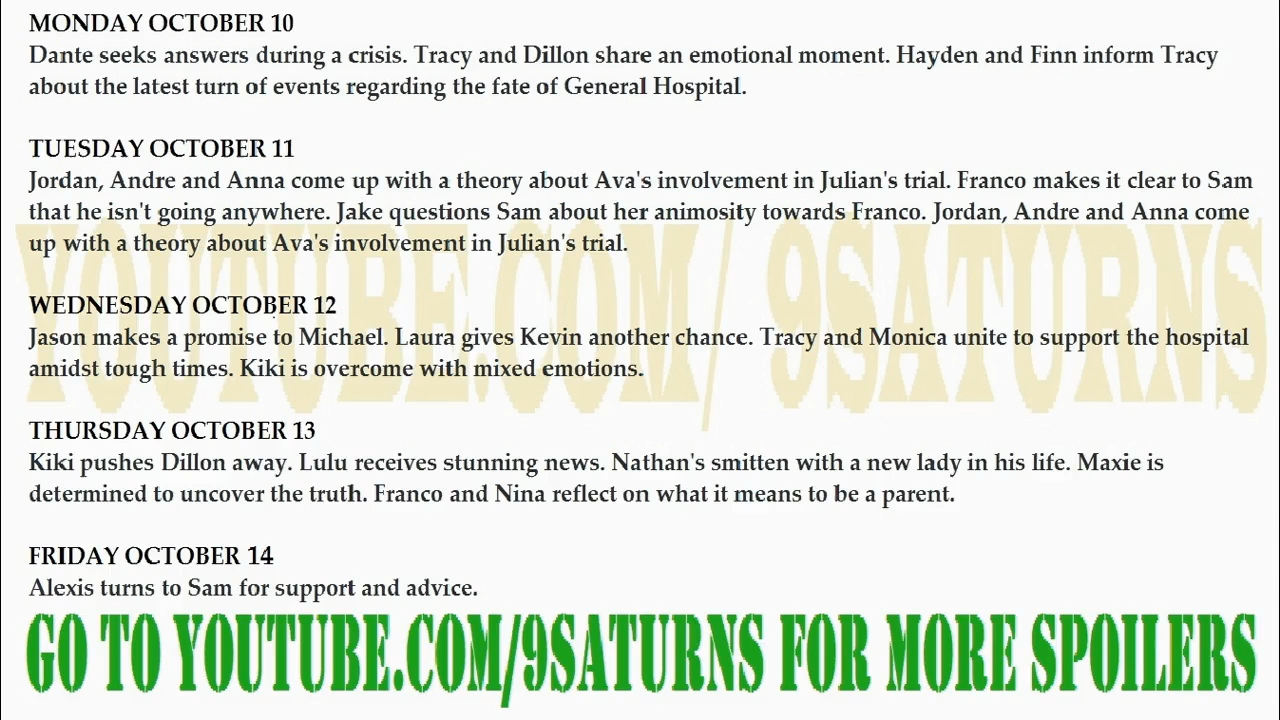 MONDAY OCTOBER 10
Dante seeks answers during a crisis. Tracy and Dillon share an emotional moment. Hayden and Finn inform Tracy
about the latest turn of events regarding the fate of General Hospital.
TUESDAY OCTOBER 11
Jordan, Andre and Anna come up with a theory about Ava's involvement in Julian's trial. Franco makes it clear to Sam
that he isn't going anywhere. Jake questions Sam about her animosity towards Franco. Jordan, Andre and Anna come
up with a theory about Ava's involvement in Julian's trial.
YOUTUBE.COM/ 9SATURNS
WEDNESDAY OCTOBER 12
Jason makes a promise to Michael. Laura gives Kevin another chance. Tracy and Monica unite to support the hospital
amidst tough times. Kiki is overcome with mixed emotions.
THURSDAY OCTOBER 13
Kiki pushes Dillon away. Lulu receives stunning news. Nathan's smitten with a new lady in his life. Maxie is
determined to uncover the truth. Franco and Nina reflect on what it means to be a parent.
FRIDAY OCTOBER 14
Alexis turns to Sam for support and advice.
GO TO YOUTUBE.COM/9SATURNS FOR MORE SPOILERS